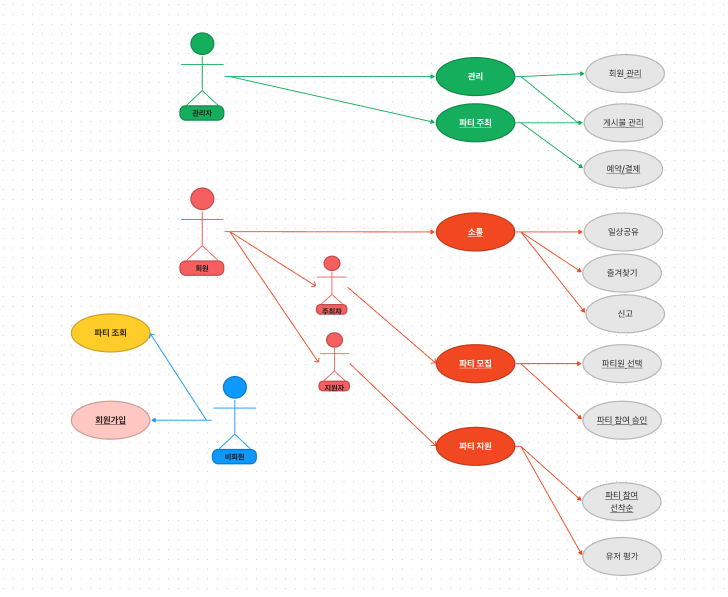 관리자
관리
파티 주최
회원 관리
게시물 관리
예약/결제
회원
소통
일상공유
즐겨찾기
신고
주최자
지원자
파티 조회
회원가입
비회원
파티 모집
파티원 선택
파티 참여 승인
파티 지원
파티 참여
선착순
유저 평가